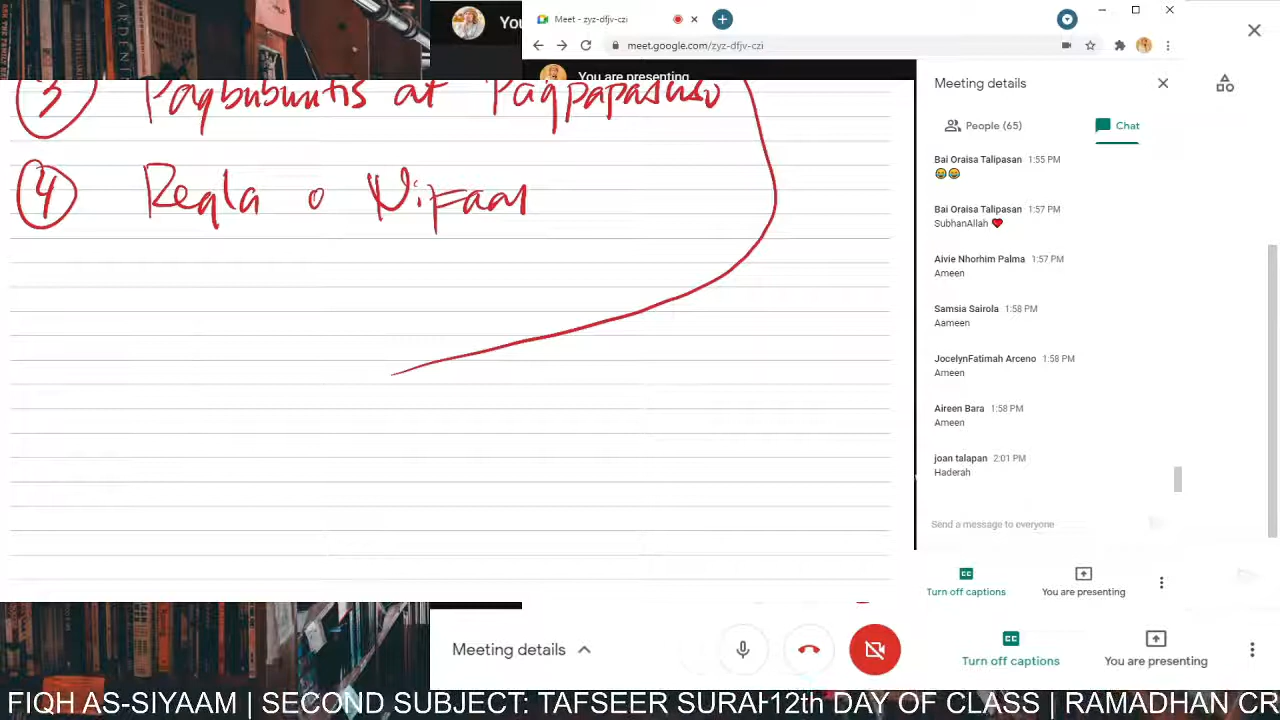 You
Meet - zyz-dfjv-czi
meet.google.com/zyz-dfjv-czi
You are presenting
3 Pagbubuntis at Pagpapasuso
4 Regla o Nifaas
Meeting details
People (65)
Chat
Bai Oraisa Talipasan 1:55 PM
😂😂
Bai Oraisa Talipasan 1:57 PM
SubhanAllah ❤️
Aivie Nhorhim Palma 1:57 PM
Ameen
Samsia Sairola 1:58 PM
Aameen
JocelynFatimah Arceno 1:58 PM
Ameen
Aireen Bara 1:58 PM
Ameen
joan talapan 2:01 PM
Haderah
Send a message to everyone
Turn off captions
You are presenting
Meeting details
Turn off captions
You are presenting
FIQH AS-SIYAAM | SECOND SUBJECT: TAFSEER SURAH 12th DAY OF CLASS | RAMADHAN CR